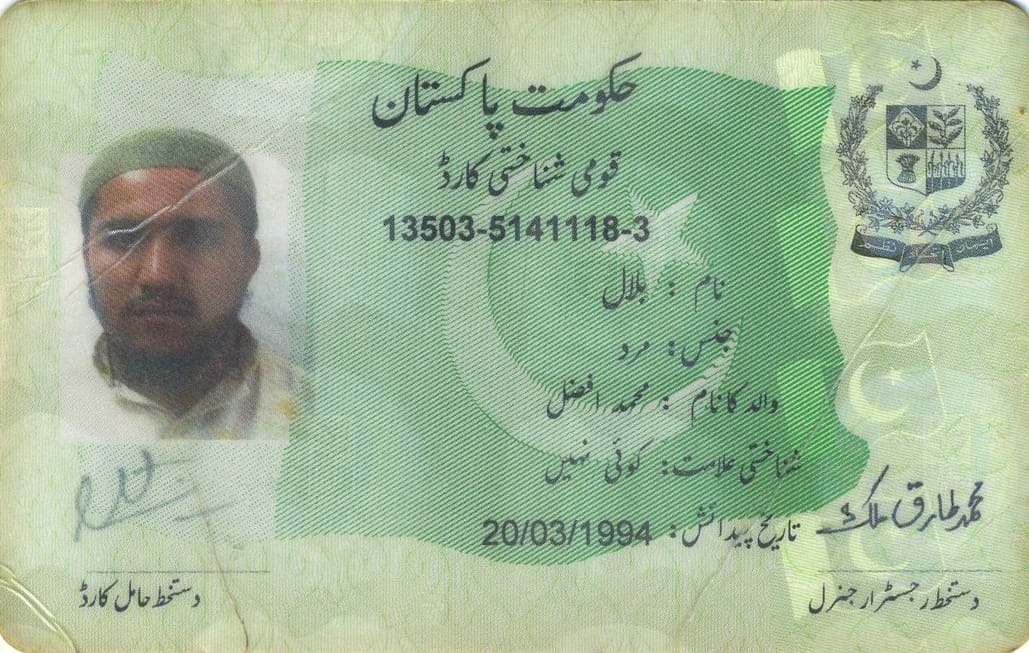 حکومت پاکستان
قومی شناختی کارڈ
13503-5141118-3
نام : بلال
جنس: مرد
والد کا نام : محمد افضل
شناختی علامت: کوئی نہیں
تاریخ پیدائش: 20/03/1994
ایمان اتحاد نظم
محمد طارق ملک
دستخط حامل کارڈ
دستخط رجسٹرار جنرل